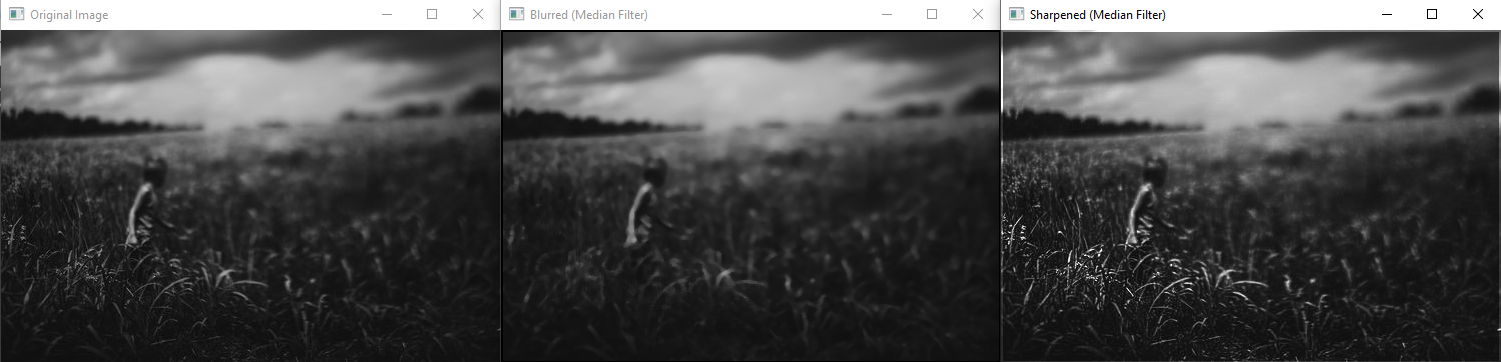 Original Image
Blurred (Median Filter)
Sharpened (Median Filter)